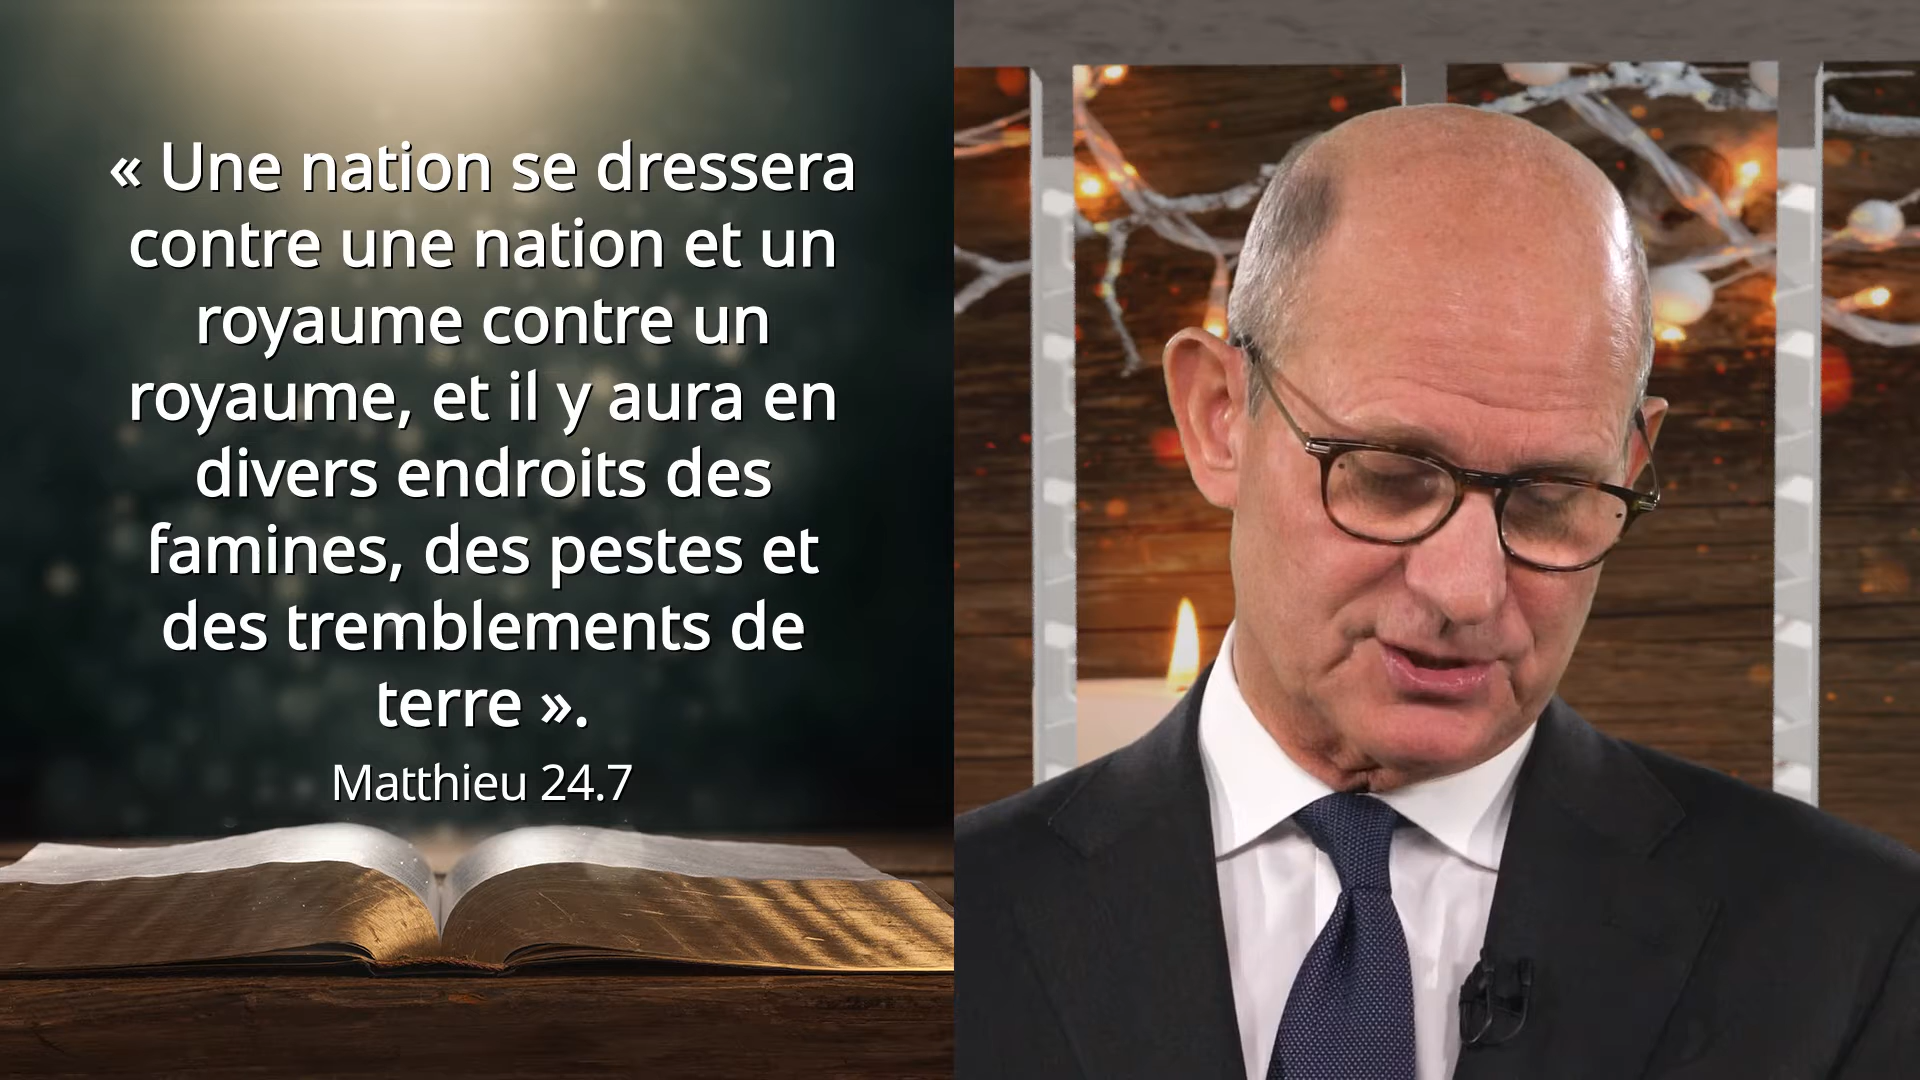 « Une nation se dressera
contre une nation et un
royaume contre un
royaume, et il y aura en
divers endroits des
famines, des pestes et
des tremblements de
terre ».
Matthieu 24.7